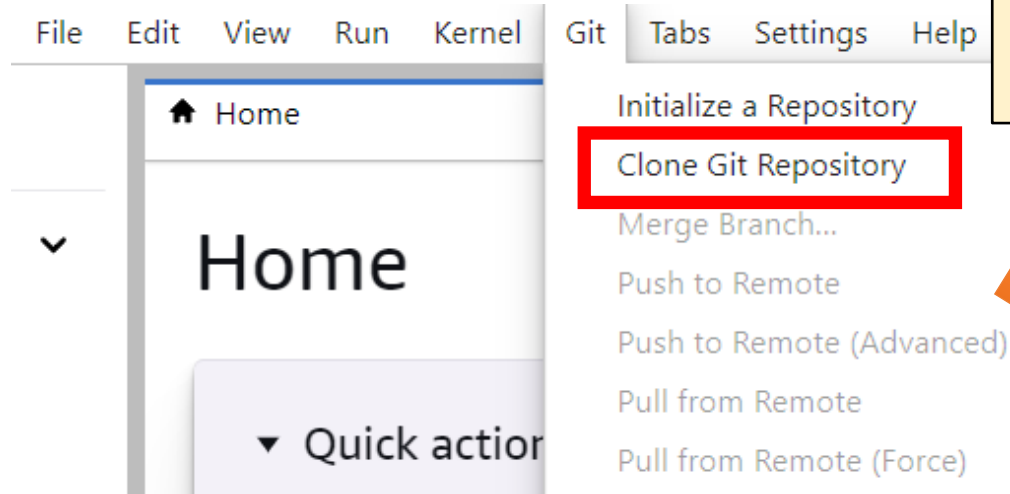 File Edit View Run Kernel Git Tabs Settings Help
Home
Initialize a Repository
Clone Git Repository
Merge Branch...
Home
Push to Remote
Push to Remote (Advanced)
Pull from Remote
Quick action
Pull from Remote (Force)